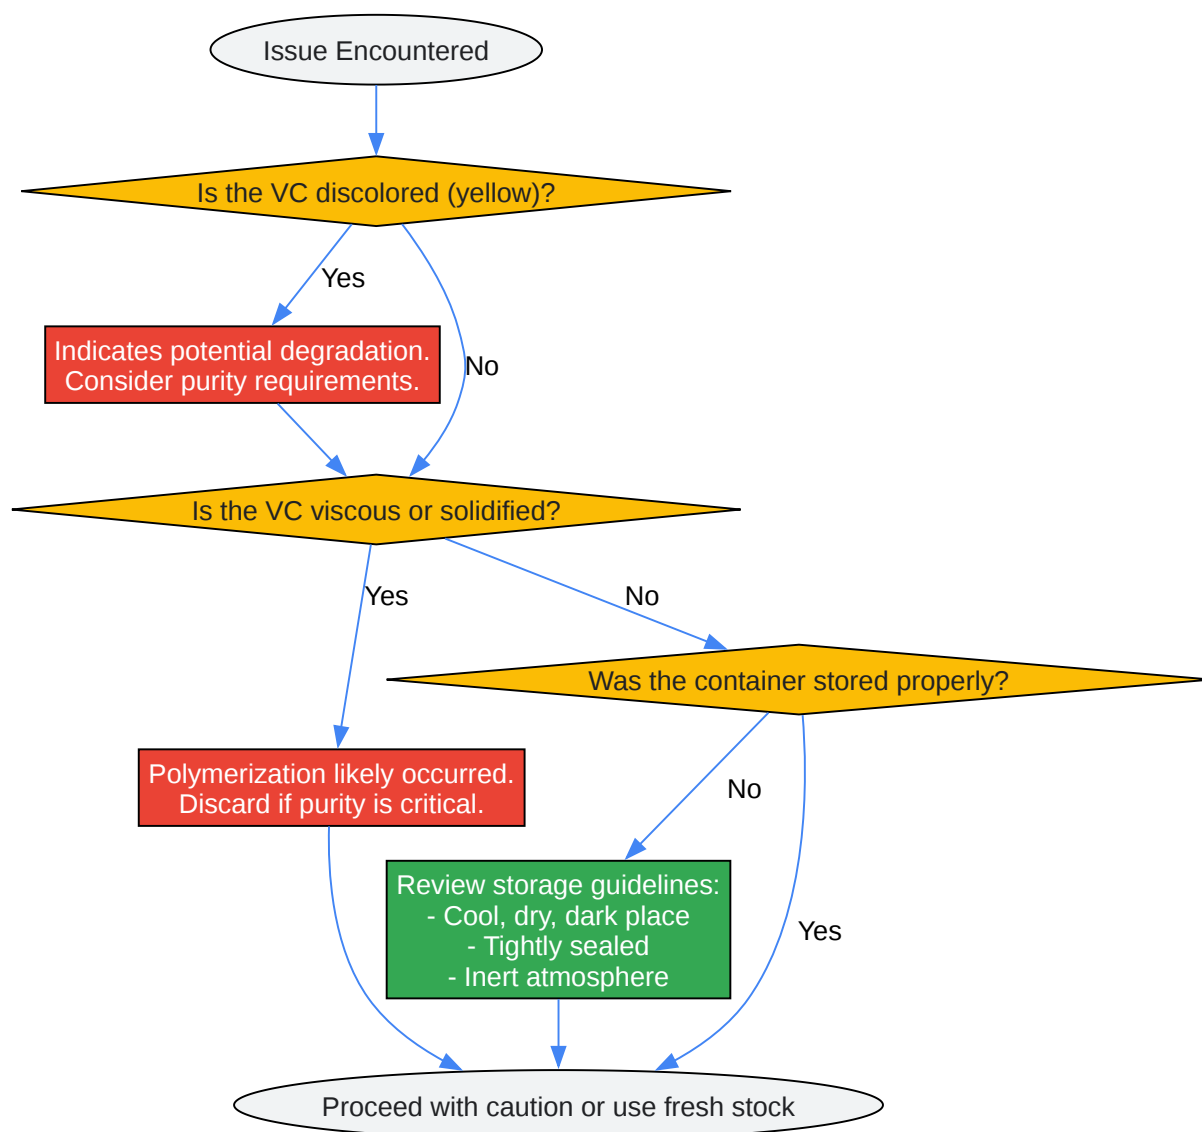 Issue Encountered
Is the VC discolored (yellow)?
Yes
Indicates potential degradation.
Consider purity requirements.
No
Is the VC viscous or solidified?
Yes
No
Was the container stored properly?
Polymerization likely occurred.
Discard if purity is critical.
No
Review storage guidelines:
- Cool, dry, dark place
- Tightly sealed
- Inert atmosphere
Yes
Proceed with caution or use fresh stock